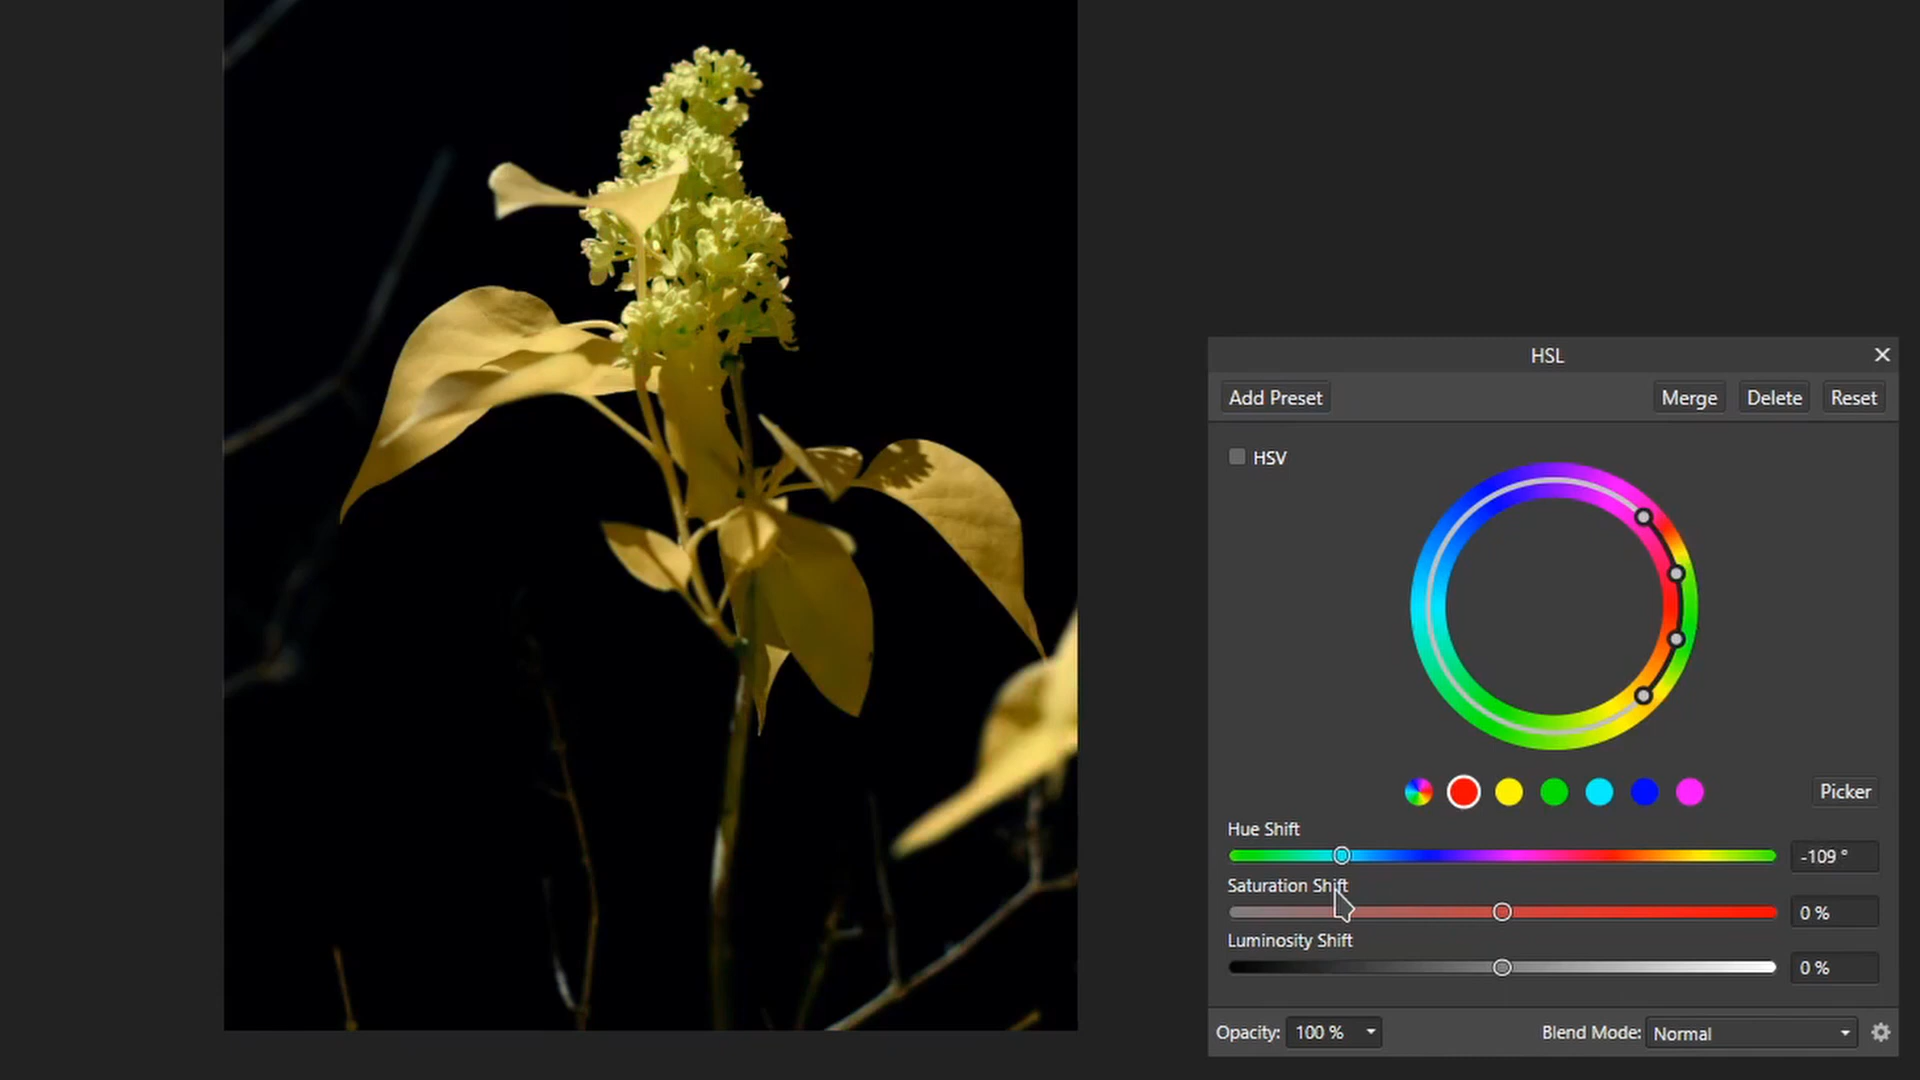 HSL
Add Preset
Merge
Delete
Reset
HSV
Picker
Hue Shift
-109 °
Saturation Shift
0 %
Luminosity Shift
0 %
Opacity: 100 %
Blend Mode: Normal